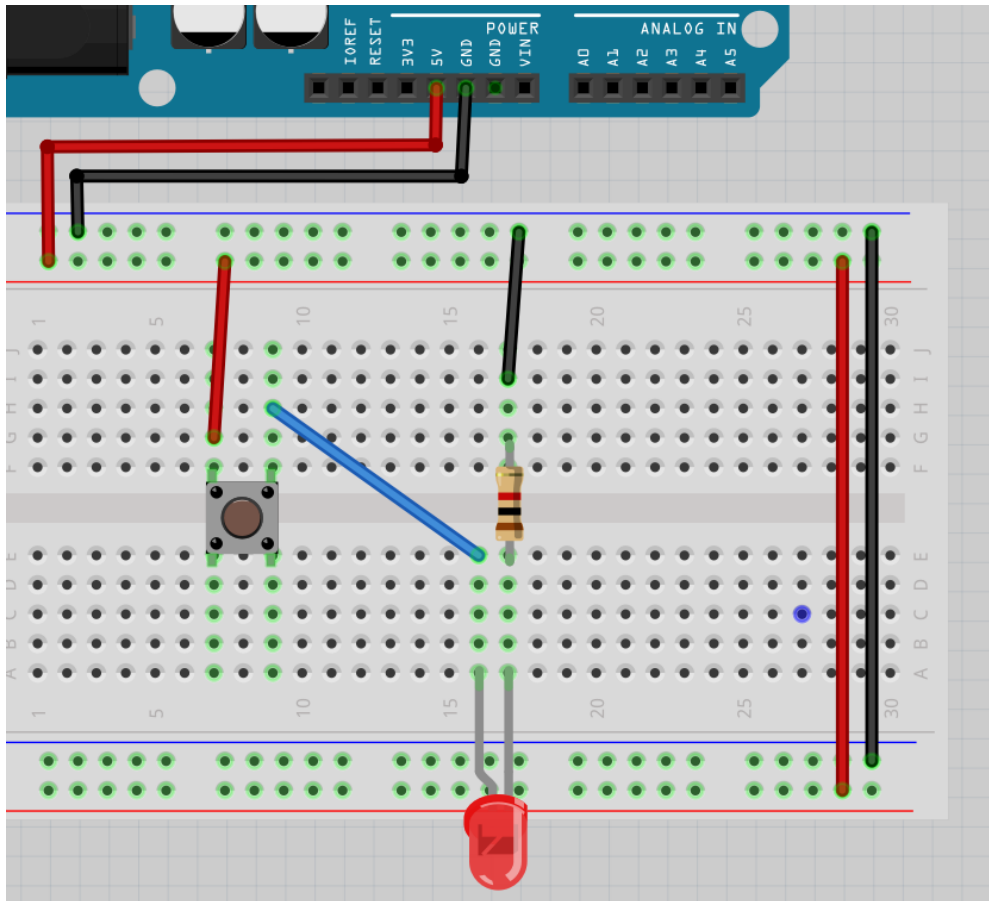 POWER
ANALOG IN
IOREF RESET 3V3 5V GND GND VIN A0 A1 A2 A3 A4 A5
1 5 10 15 20 25 30
J J
I I
H H
G G
F F
E E
D D
C C
B B
A A
1 5 10 15 20 25 30